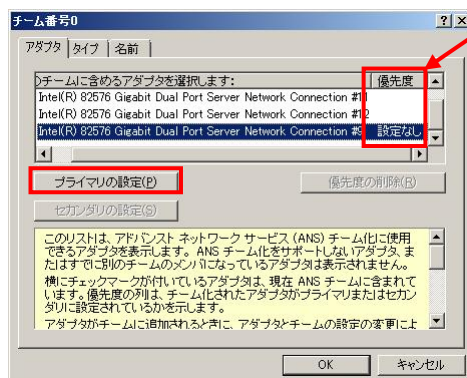 チーム番号0
アダプタ タイプ 名前
チームに含めるアダプタを選択します: 優先度
Intel(R) 82576 Gigabit Dual Port Server Network Connection #11
Intel(R) 82576 Gigabit Dual Port Server Network Connection #12
Intel(R) 82576 Gigabit Dual Port Server Network Connection #9 設定なし
プライマリの設定(P) 優先度の削除(R)
セカンダリの設定(S)
このリストは、アドバンスト ネットワーク サービス (ANS) チーム化に使用
できるアダプタを表示します。 ANS チーム化をサポートしないアダプタ、ま
たはすでに別のチームのメンバになっているアダプタは表示されません。
横にチェックマークが付いているアダプタは、現在 ANS チームに含まれて
います。優先度の列は、チーム化されたアダプタがプライマリまたはセカン
ダリに設定されているかを示します。
アダプタがチームに追加されるときに、アダプタとチームの設定の変更によ
OK キャンセル